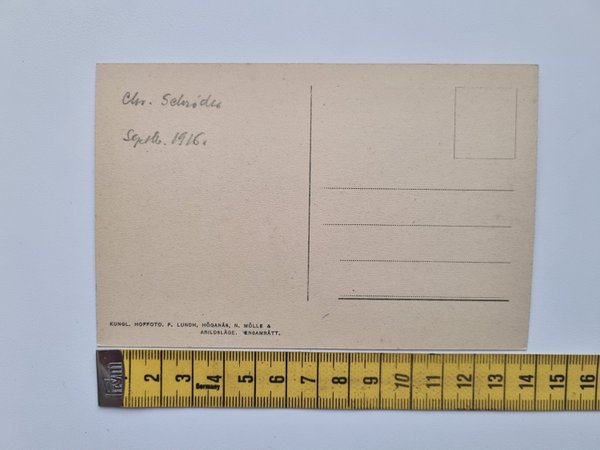 Chr. Schröder
Septb. 1916.
KUNGL. HOFFOTO. P. LUNDH, HÖGANÄS, N. MÖLLE &
ARILDSLÄGE. ENSAMRÄTT.
2 3 4 5 6 7 8 9 10 11 12 13 14 15 16
Germany